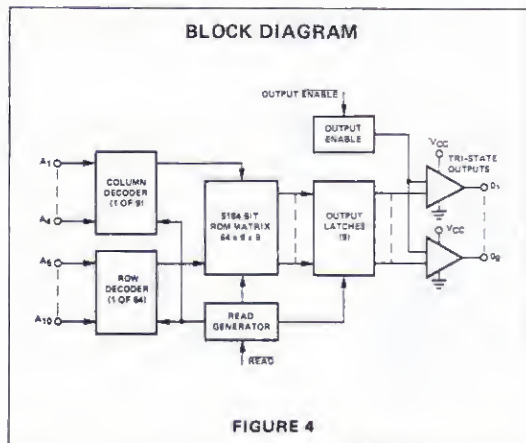 BLOCK DIAGRAM
OUTPUT ENABLE
OUTPUT
ENABLE
VCC
TRI-STATE
OUTPUTS
A1
A4
COLUMN
DECODER
(1 OF 9)
5184 BIT
ROM MATRIX
64 x 9 x 9
OUTPUT
LATCHES
(9)
O1
VCC
O9
A5
A10
ROW
DECODER
(1 OF 64)
READ
GENERATOR
READ
FIGURE 4